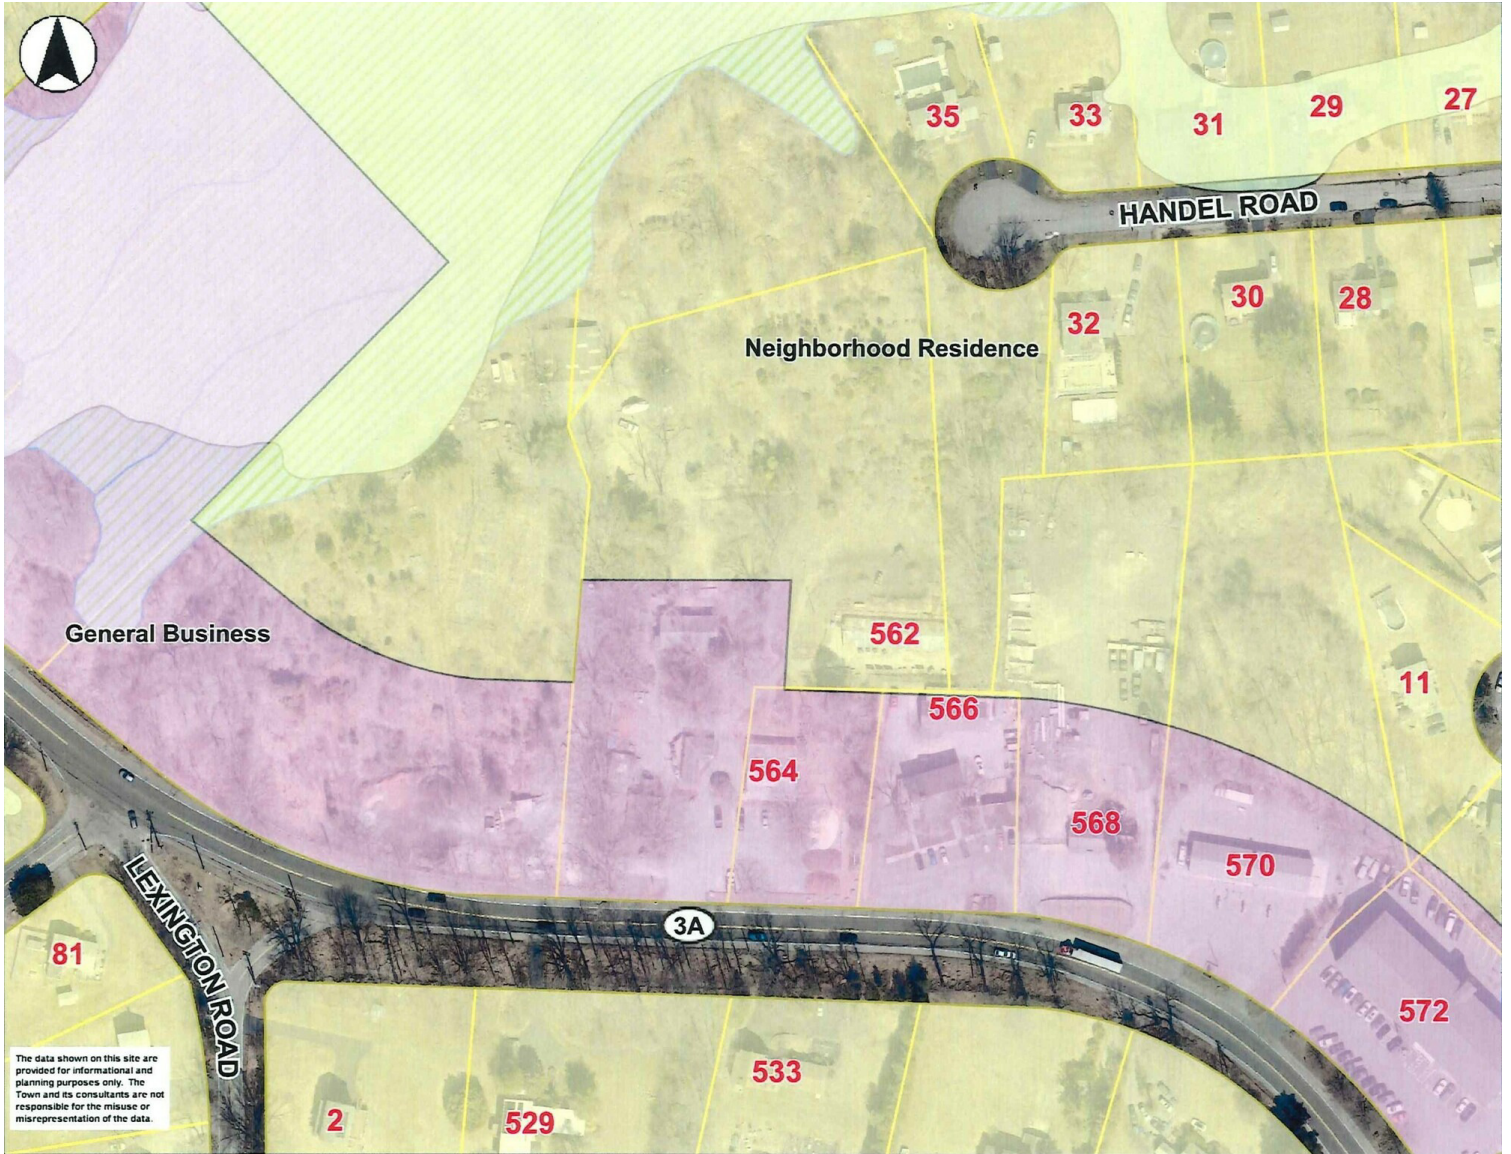 35
33
31
29
27
HANDEL ROAD
32
30
28
Neighborhood Residence
General Business
562
566
11
564
568
570
3A
LEXINGTON ROAD
81
572
533
2
529
The data shown on this site are
provided for informational and
planning purposes only. The
Town and its consultants are not
responsible for the misuse or
misrepresentation of the data.